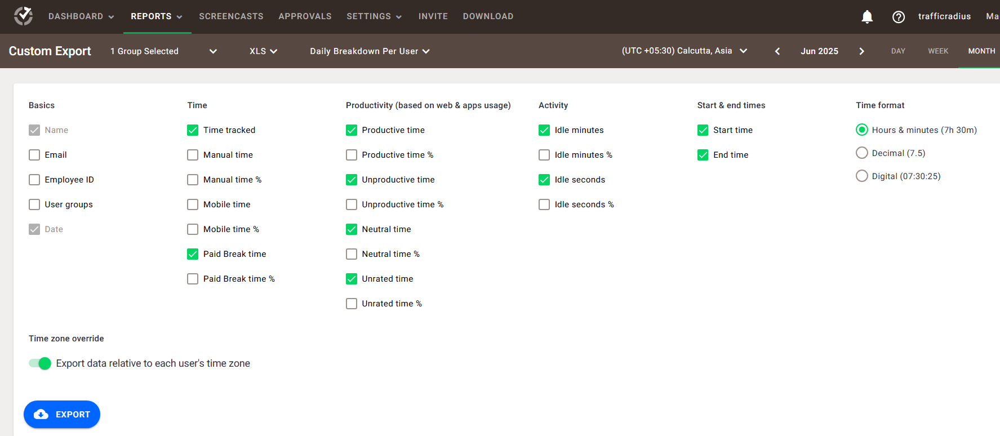 DASHBOARD REPORTS SCREENCASTS APPROVALS SETTINGS INVITE DOWNLOAD trafficradius Ma
Custom Export 1 Group Selected XLS Daily Breakdown Per User (UTC +05:30) Calcutta, Asia Jun 2025 DAY WEEK MONTH
Basics
Name
Email
Employee ID
User groups
Date
Time
Time tracked
Manual time
Manual time %
Mobile time
Mobile time %
Paid Break time
Paid Break time %
Productivity (based on web & apps usage)
Productive time
Productive time %
Unproductive time
Unproductive time %
Neutral time
Neutral time %
Unrated time
Unrated time %
Activity
Idle minutes
Idle minutes %
Idle seconds
Idle seconds %
Start & end times
Start time
End time
Time format
Hours & minutes (7h 30m)
Decimal (7.5)
Digital (07:30:25)
Time zone override
Export data relative to each user's time zone
EXPORT